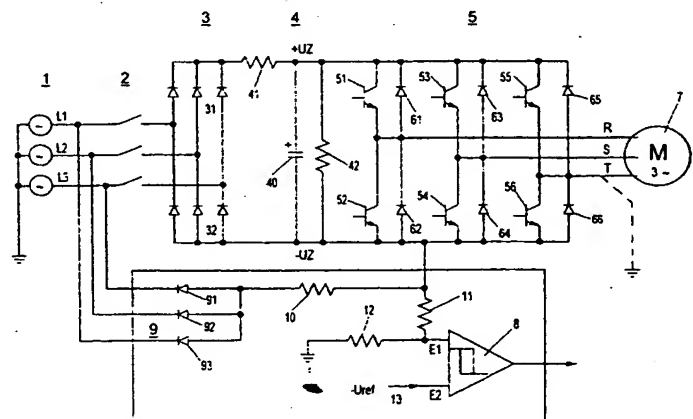 3 4 5
1 2
+UZ
41
51 53 55
7
L1
31
61 63 65
R
~
L2
40
42
S
M
3 ~
~
L3
+
T
52 54 56
~
32
62 64 66
-UZ
91
10
11
12
8
9 92
E1
93
-Uref
13
E2